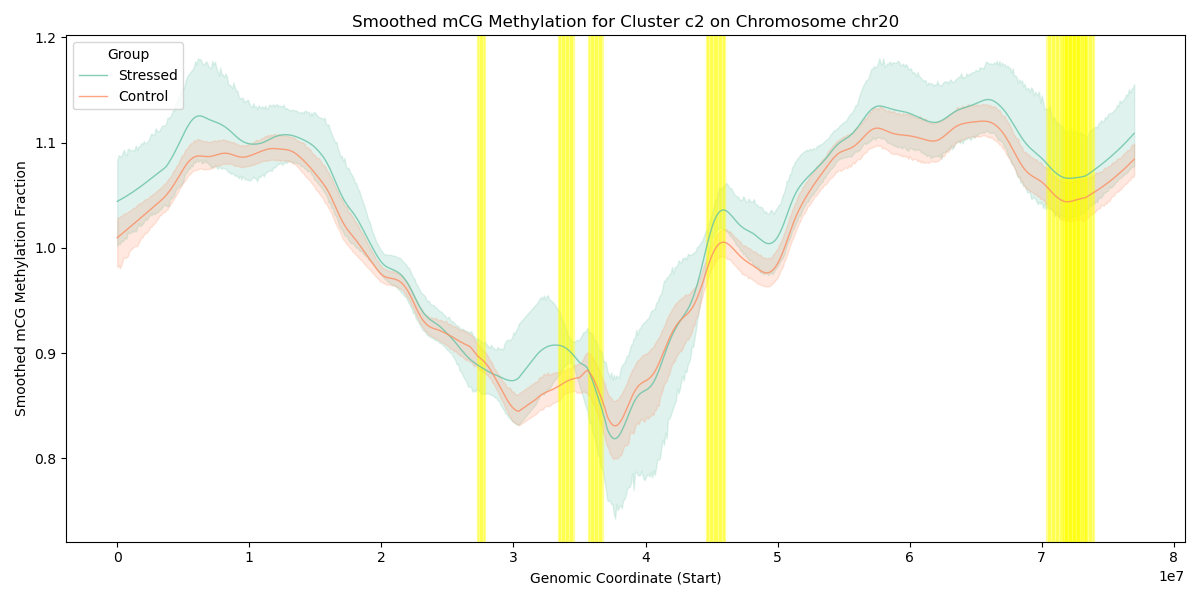 Smoothed mCG Methylation for Cluster c2 on Chromosome chr20
Group
Stressed
Control
Smoothed mCG Methylation Fraction
1.2
1.1
1.0
0.9
0.8
0 1 2 3 4 5 6 7 8
1e7
Genomic Coordinate (Start)